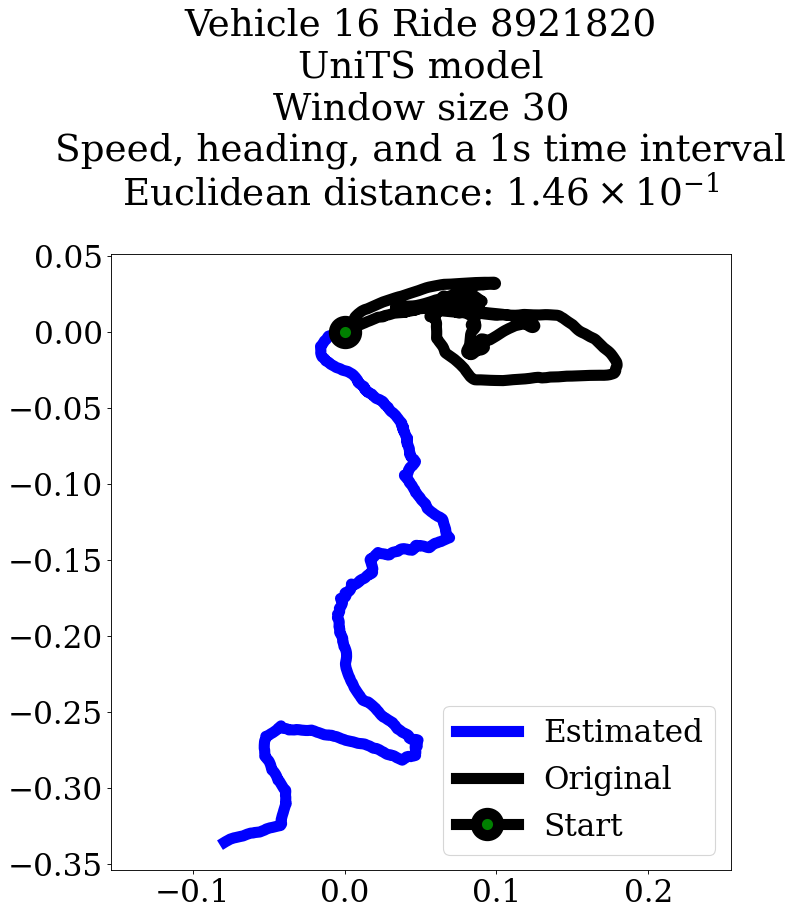 Vehicle 16 Ride 8921820
UniTS model
Window size 30
Speed, heading, and a 1s time interval
Euclidean distance: 1.46 × 10⁻¹
0.05
0.00
−0.05
−0.10
−0.15
−0.20
−0.25
−0.30
−0.35
−0.1
0.0
0.1
0.2
Estimated
Original
Start